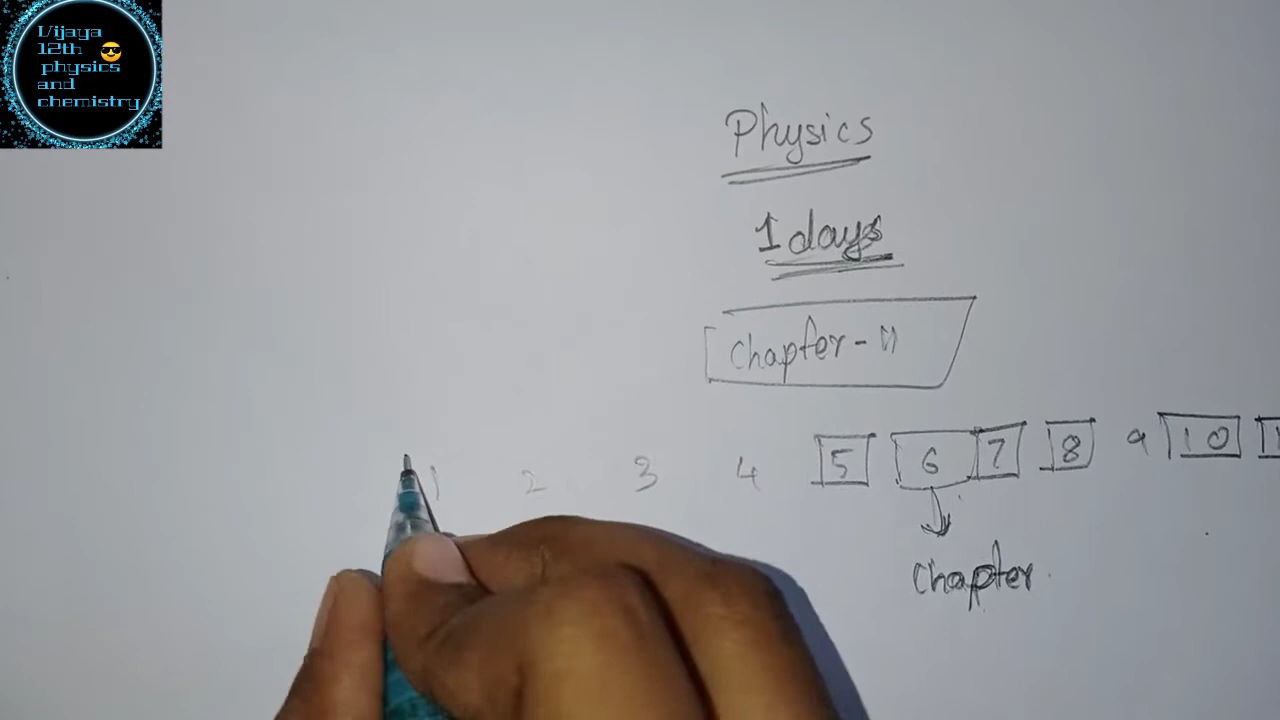 Vijaya
12th 😎
physics
and
chemistry
Physics
1 days
Chapter - 11
1 2 3 4 5 6 7 8 9 10
Chapter